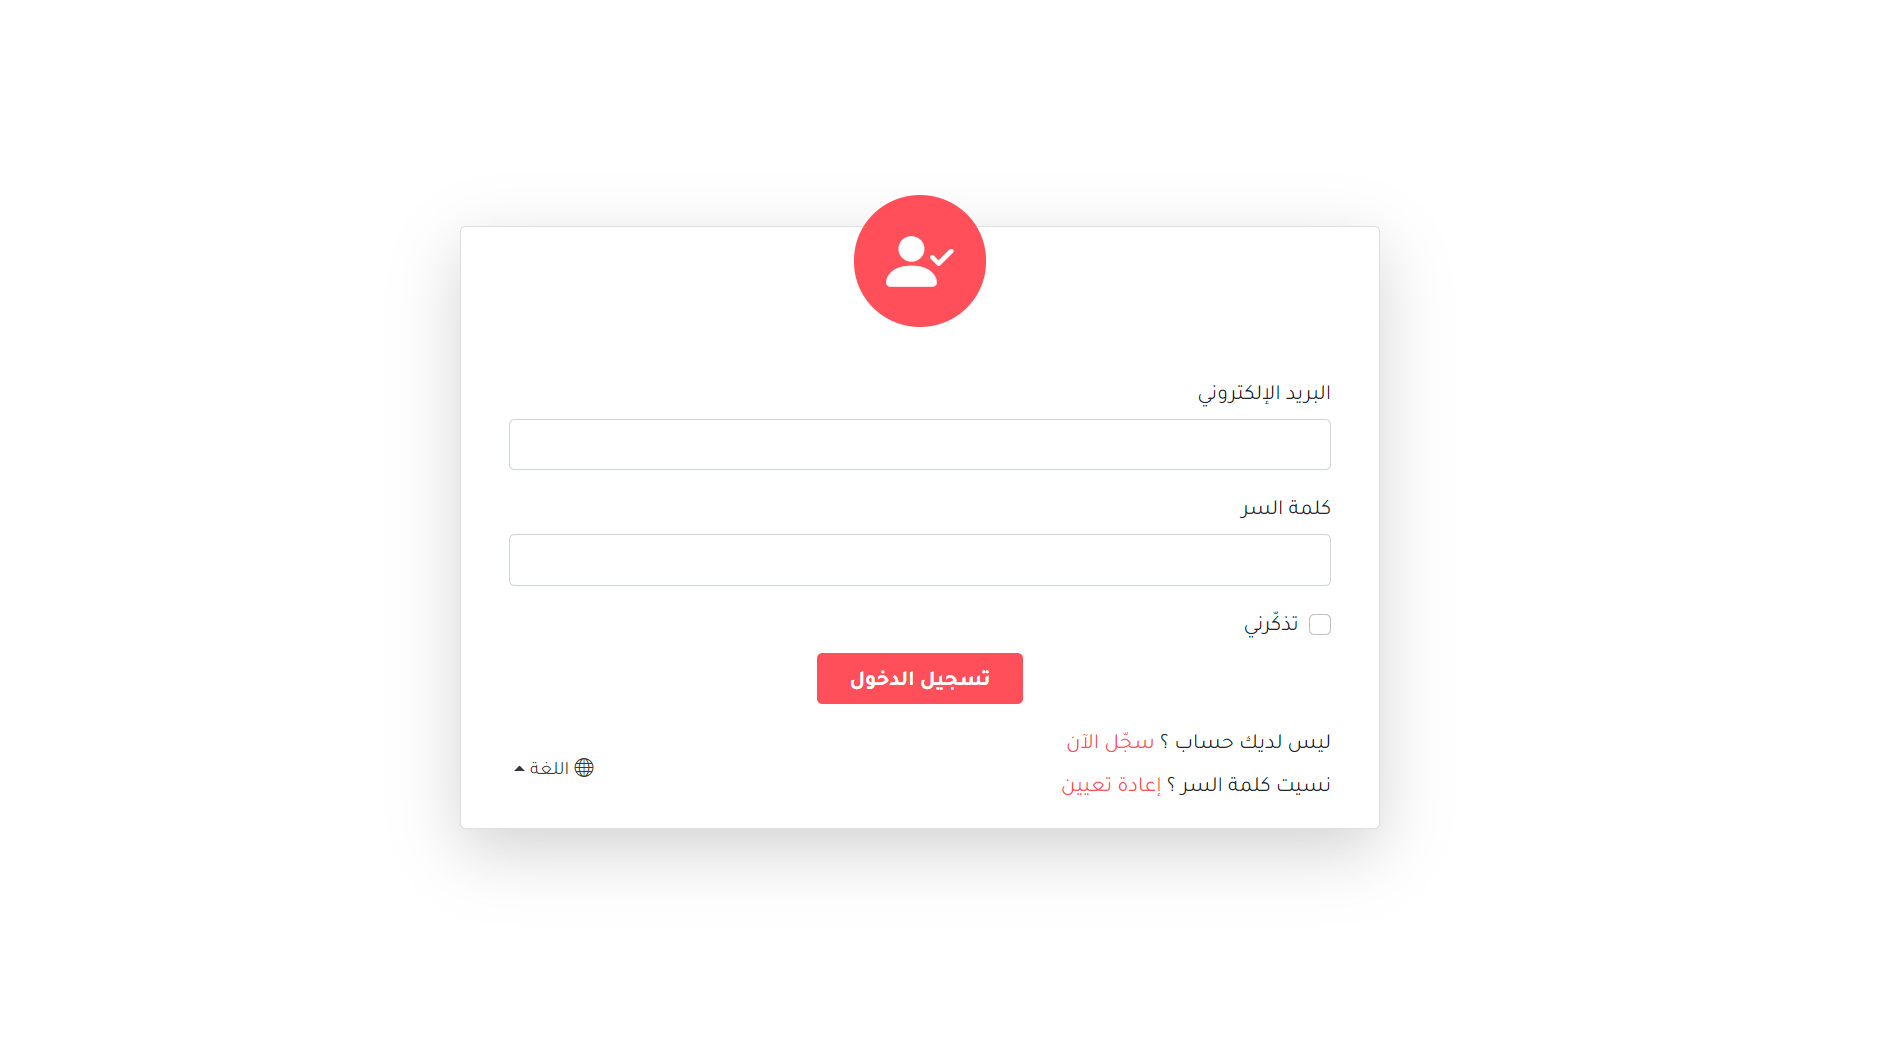 البريد الإلكتروني
كلمة السر
تذكّرني
تسجيل الدخول
ليس لديك حساب ؟ سجّل الآن
نسيت كلمة السر ؟ إعادة تعيين
اللغة